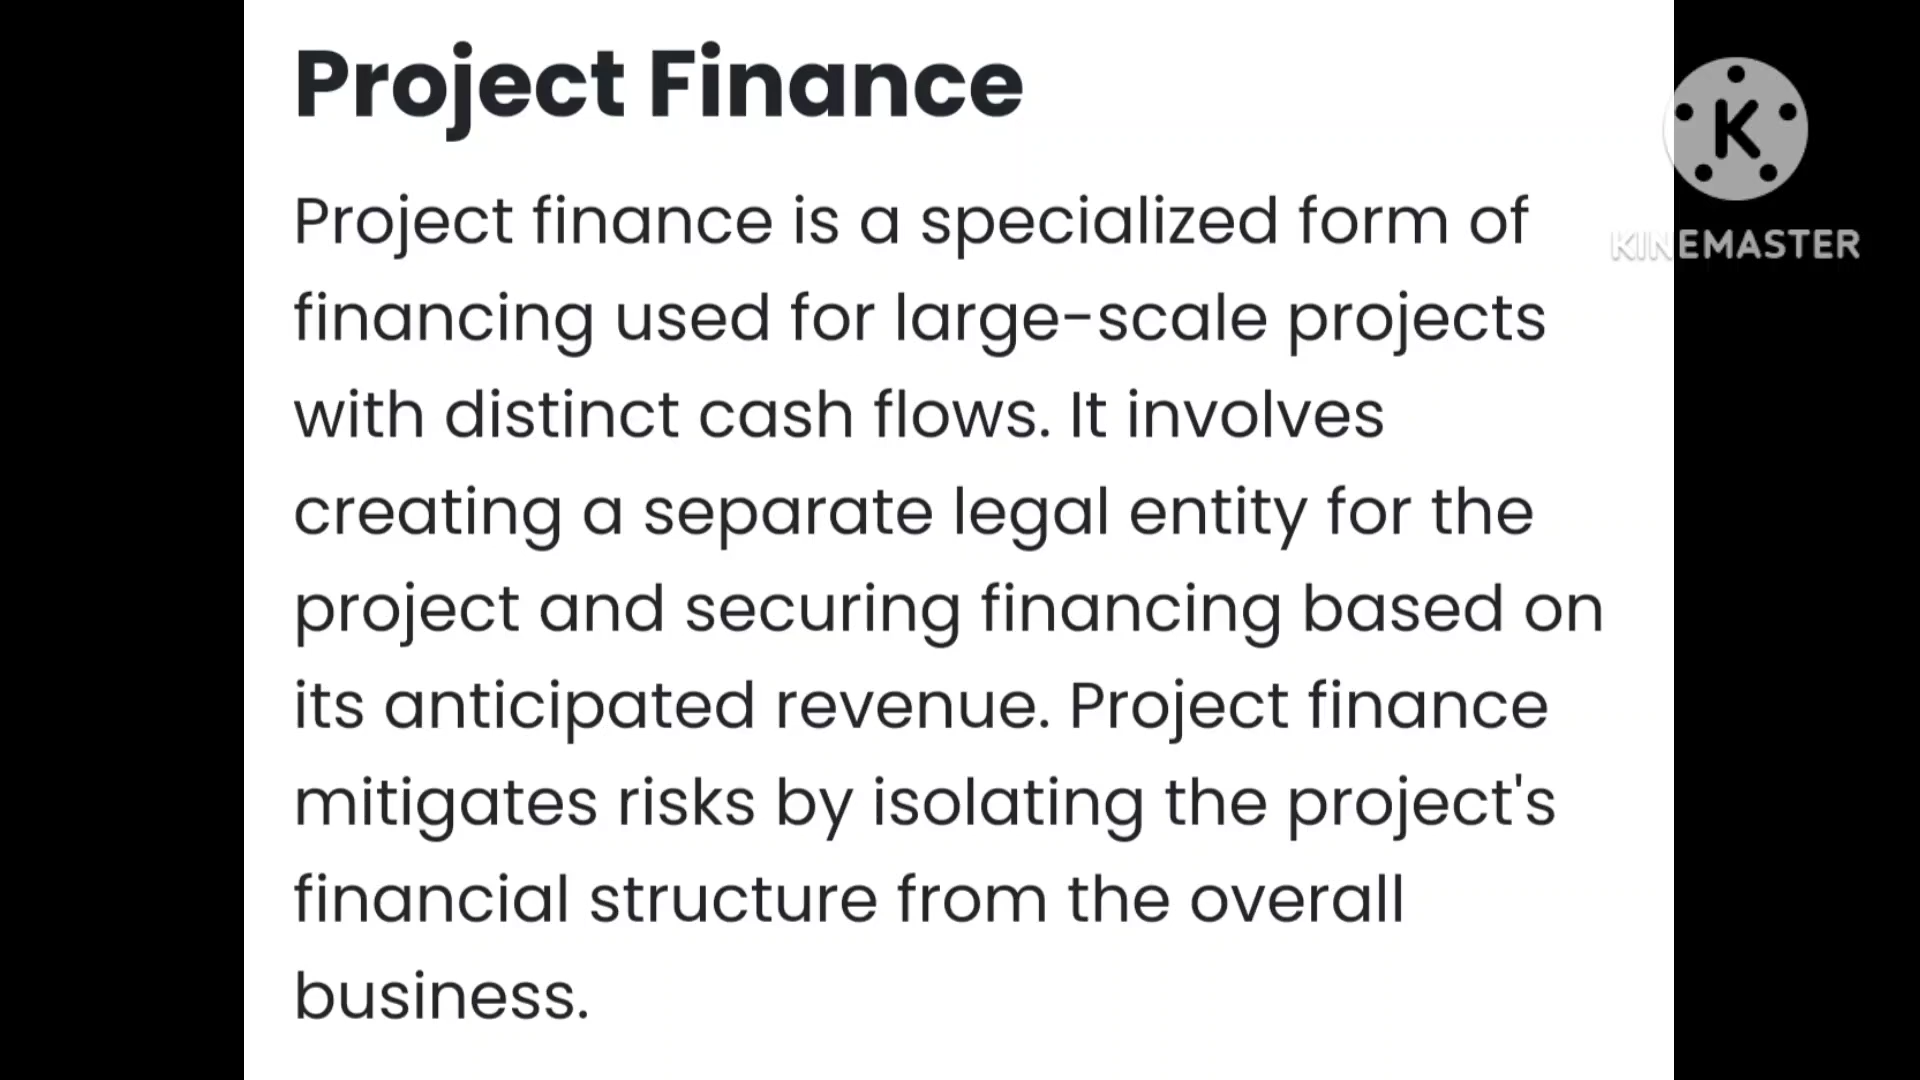 Project Finance
Project finance is a specialized form of
financing used for large-scale projects
with distinct cash flows. It involves
creating a separate legal entity for the
project and securing financing based on
its anticipated revenue. Project finance
mitigates risks by isolating the project's
financial structure from the overall
business.
K
KINEMASTER